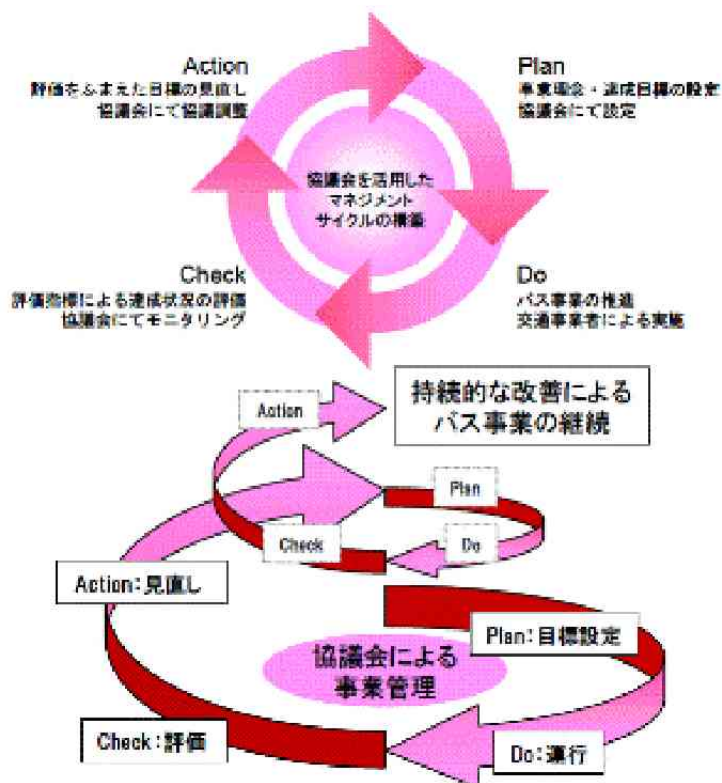 Action
評価をふまえた目標の見直し
協議会にて協議調整
Plan
事業理念・達成目標の設定
協議会にて設定
協議会を活用した
マネジメント
サイクルの構築
Check
評価指標による達成状況の評価
協議会にてモニタリング
Do
バス事業の推進
交通事業者による実施
Action
持続的な改善による
バス事業の継続
Plan
Check
Do
Action:見直し
Plan:目標設定
協議会による
事業管理
Check:評価
Do:運行